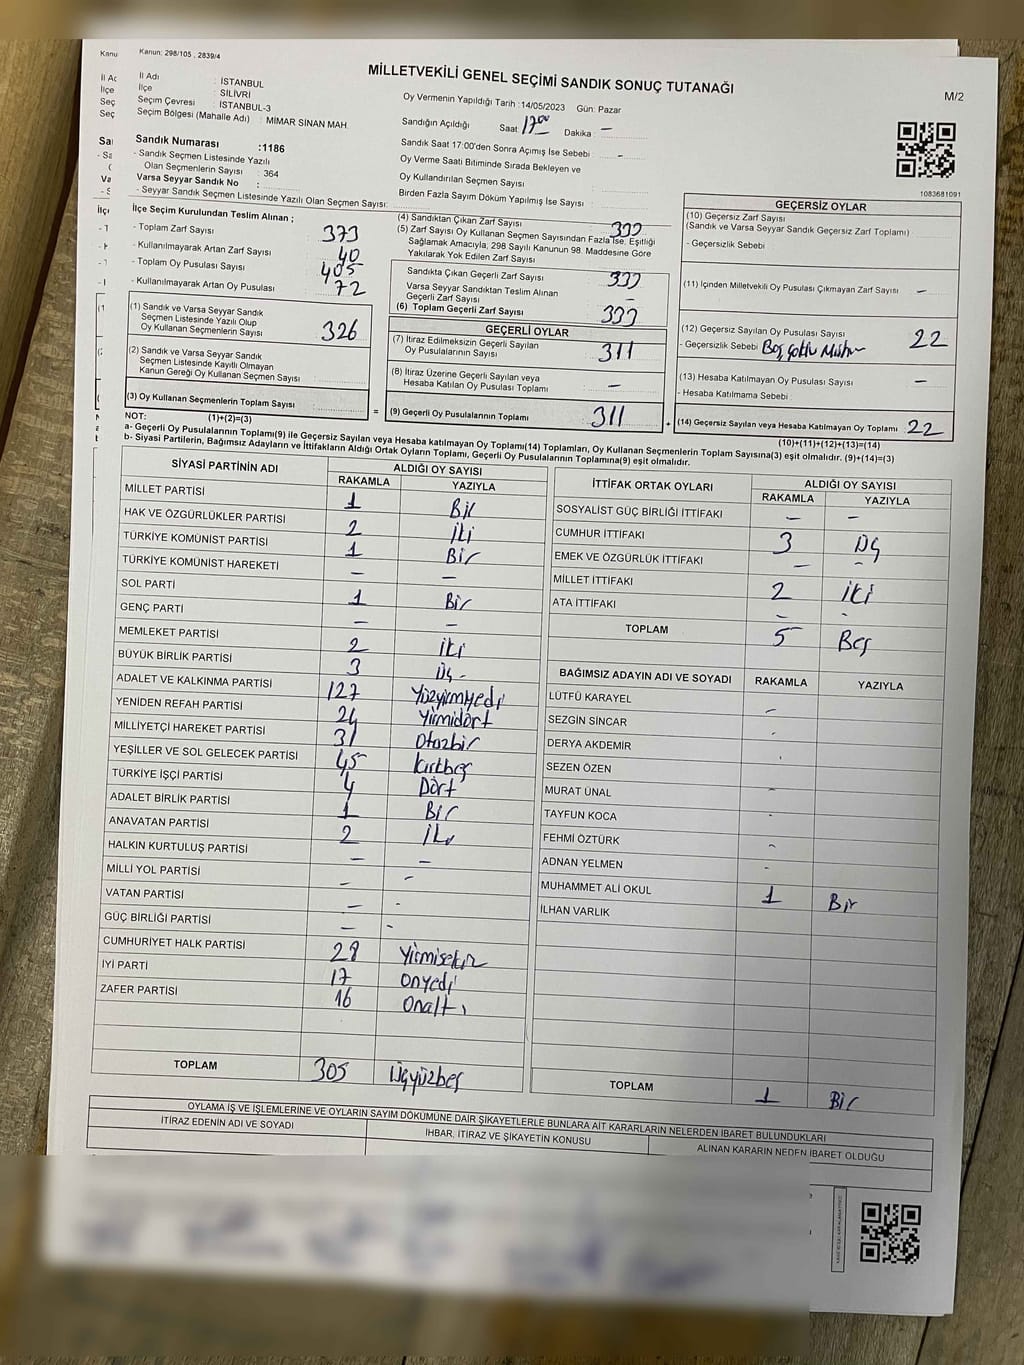 Kanun: 298/105 , 2839/4
MİLLETVEKİLİ GENEL SEÇİMİ SANDIK SONUÇ TUTANAĞI
M/2
İl Adı : İSTANBUL
İlçe : SİLİVRİ
Seçim Çevresi : İSTANBUL-3
Seçim Bölgesi (Mahalle Adı) : MİMAR SİNAN MAH
Oy Vermenin Yapıldığı Tarih :14/05/2023 Gün: Pazar
Sandığın Açıldığı Saat 17:00 Dakika : –
Sandık Saat 17:00'den Sonra Açımış İse Sebebi : –
Oy Verme Saati Bitiminde Sırada Bekleyen ve
Oy Kullandırılan Seçmen Sayısı :
Birden Fazla Sayım Döküm Yapılmış İse Sayısı :
Sandık Numarası :1186
- Sandık Seçmen Listesinde Yazılı
Olan Seçmenlerin Sayısı : 364
Varsa Seyyar Sandık No :
- Seyyar Sandık Seçmen Listesinde Yazılı Olan Seçmen Sayısı:
1083681091
İlçe Seçim Kurulundan Teslim Alınan ;
- Toplam Zarf Sayısı : 373
- Kullanılmayarak Artan Zarf Sayısı : 40
- Toplam Oy Pusulası Sayısı : 405
- Kullanılmayarak Artan Oy Pusulası : 72
(1) Sandık ve Varsa Seyyar Sandık
Seçmen Listesinde Yazılı Olup
Oy Kullanan Seçmenlerin Sayısı : 326
(2) Sandık ve Varsa Seyyar Sandık
Seçmen Listesinde Kayıtlı Olmayan
Kanun Gereği Oy Kullanan Seçmen Sayısı :
(3) Oy Kullanan Seçmenlerin Toplam Sayısı :
(4) Sandıktan Çıkan Zarf Sayısı : 333
(5) Zarf Sayısı Oy Kullanan Seçmen Sayısından Fazla İse, Eşitliği
Sağlamak Amacıyla, 298 Sayılı Kanunun 98. Maddesine Göre
Yakılarak Yok Edilen Zarf Sayısı :
Sandıkta Çıkan Geçerli Zarf Sayısı : 333
Varsa Seyyar Sandıktan Teslim Alınan
Geçerli Zarf Sayısı : –
(6) Toplam Geçerli Zarf Sayısı : 333
GEÇERLİ OYLAR
(7) İtiraz Edilmeksizin Geçerli Sayılan
Oy Pusulalarının Sayısı : 311
(8) İtiraz Üzerine Geçerli Sayılan veya
Hesaba Katılan Oy Pusulası Toplamı : –
= (9) Geçerli Oy Pusulalarının Toplamı : 311
GEÇERSİZ OYLAR
(10) Geçersiz Zarf Sayısı
(Sandık ve Varsa Seyyar Sandık Geçersiz Zarf Toplamı) :
- Geçersizlik Sebebi :
(11) İçinden Milletvekili Oy Pusulası Çıkmayan Zarf Sayısı : –
(12) Geçersiz Sayılan Oy Pusulası Sayısı : 22
- Geçersizlik Sebebi : Boş
(13) Hesaba Katılmayan Oy Pusulası Sayısı : –
- Hesaba Katılmama Sebebi :
+ (14) Geçersiz Sayılan veya Hesaba Katılmayan Oy Toplamı : 22
NOT: (1)+(2)=(3)
(10)+(11)+(12)+(13)=(14)
a- Geçerli Oy Pusulalarının Toplamı(9) ile Geçersiz Sayılan veya Hesaba katılmayan Oy Toplamı(14) Toplamları, Oy Kullanan Seçmenlerin Toplam Sayısına(3) eşit olmalıdır. (9)+(14)=(3)
b- Siyasi Partilerin, Bağımsız Adayların ve İttifakların Aldığı Ortak Oyların Toplamı, Geçerli Oy Pusulalarının Toplamına(9) eşit olmalıdır.
SİYASİ PARTİNİN ADI ALDIĞI OY SAYISI
RAKAMLA YAZIYLA
MİLLET PARTİSİ 1 Bir
HAK VE ÖZGÜRLÜKLER PARTİSİ 2 İki
TÜRKİYE KOMÜNİST PARTİSİ 1 Bir
TÜRKİYE KOMÜNİST HAREKETİ – –
SOL PARTİ 1 Bir
GENÇ PARTİ – –
MEMLEKET PARTİSİ 2 İki
BÜYÜK BİRLİK PARTİSİ 3 Üç
ADALET VE KALKINMA PARTİSİ 127 Yüzyirmiyedi
YENİDEN REFAH PARTİSİ 24 Yirmidört
MİLLİYETÇİ HAREKET PARTİSİ 31 Otuzbir
YEŞİLLER VE SOL GELECEK PARTİSİ 45 Kırkbeş
TÜRKİYE İŞÇİ PARTİSİ 4 Dört
ADALET BİRLİK PARTİSİ 1 Bir
ANAVATAN PARTİSİ 2 İki
HALKIN KURTULUŞ PARTİSİ – –
MİLLİ YOL PARTİSİ – –
VATAN PARTİSİ – -
GÜÇ BİRLİĞİ PARTİSİ – -
CUMHURİYET HALK PARTİSİ 28 Yirmisekiz
İYİ PARTİ 17 Onyedi
ZAFER PARTİSİ 16 Onaltı
TOPLAM 305 Üçyüzbeş
İTTİFAK ORTAK OYLARI ALDIĞI OY SAYISI
RAKAMLA YAZIYLA
SOSYALİST GÜÇ BİRLİĞİ İTTİFAKI – –
CUMHUR İTTİFAKI 3 Üç
EMEK VE ÖZGÜRLÜK İTTİFAKI – -
MİLLET İTTİFAKI 2 İki
ATA İTTİFAKI – -
TOPLAM 5 Beş
BAĞIMSIZ ADAYIN ADI VE SOYADI RAKAMLA YAZIYLA
LÜTFÜ KARAYEL –
SEZGİN SİNCAR -
DERYA AKDEMİR
SEZEN ÖZEN
MURAT ÜNAL –
TAYFUN KOCA -
FEHMİ ÖZTÜRK -
ADNAN YELMEN -
MUHAMMET ALİ OKUL 1 Bir
İLHAN VARLIK
TOPLAM 1 Bir
OYLAMA İŞ VE İŞLEMLERİNE VE OYLARIN SAYIM DÖKÜMÜNE DAİR ŞİKAYETLERLE BUNLARA AİT KARARLARIN NELERDEN İBARET BULUNDUKLARI
İTİRAZ EDENİN ADI VE SOYADI İHBAR, İTİRAZ VE ŞİKAYETİN KONUSU ALINAN KARARIN NEDEN İBARET OLDUĞU